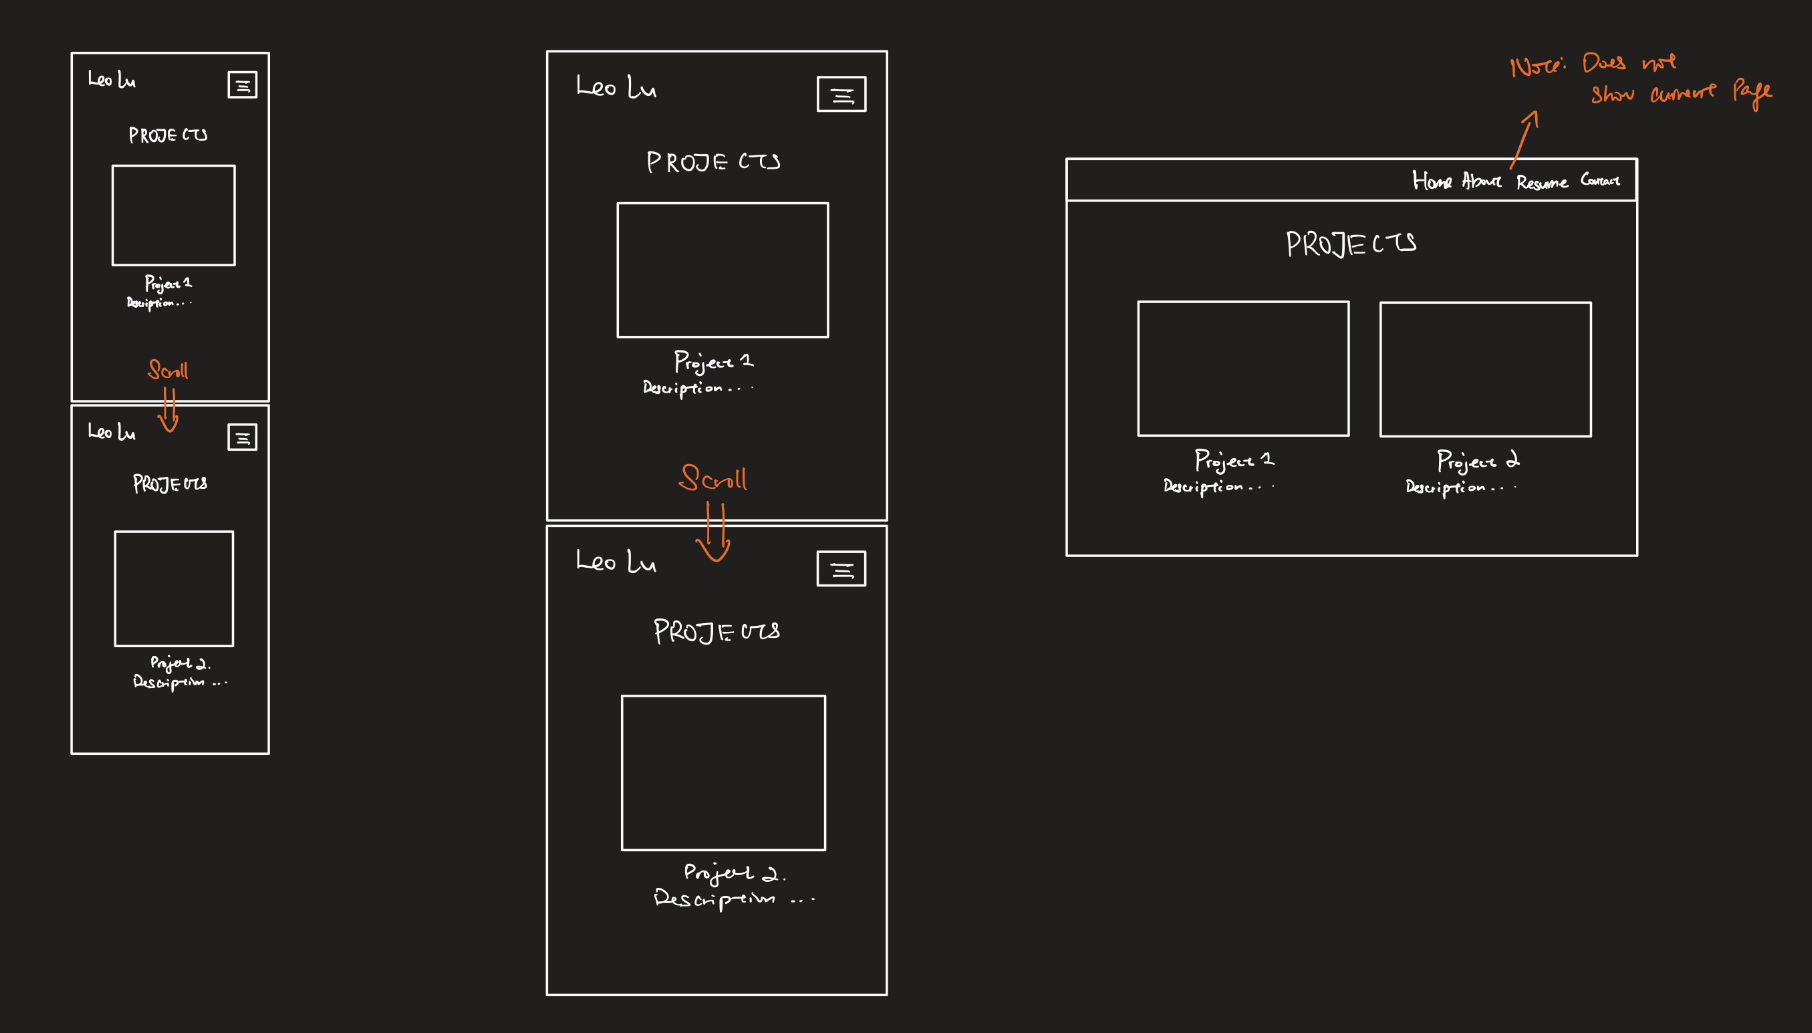 Leo Lu
PROJECTS
Project 1
Description...
Scroll
Leo Lu
PROJECTS
Project 2.
Description ...
Leo Lu
PROJECTS
Project 1
Description...
Scroll
Leo Lu
PROJECTS
Project 2.
Description ...
Note: Does not
show current Page
Home About Resume Contact
PROJECTS
Project 1
Description...
Project 2
Description...